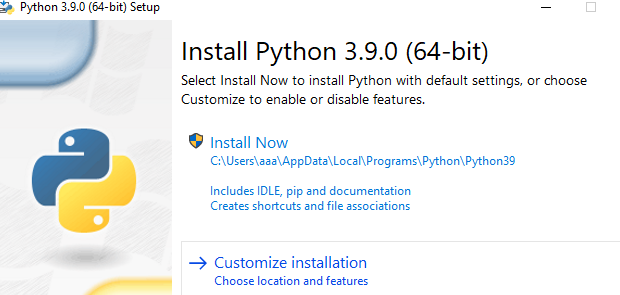 Python 3.9.0 (64-bit) Setup
Install Python 3.9.0 (64-bit)
Select Install Now to install Python with default settings, or choose
Customize to enable or disable features.
Install Now
C:\Users\aaa\AppData\Local\Programs\Python\Python39
Includes IDLE, pip and documentation
Creates shortcuts and file associations
Customize installation
Choose location and features